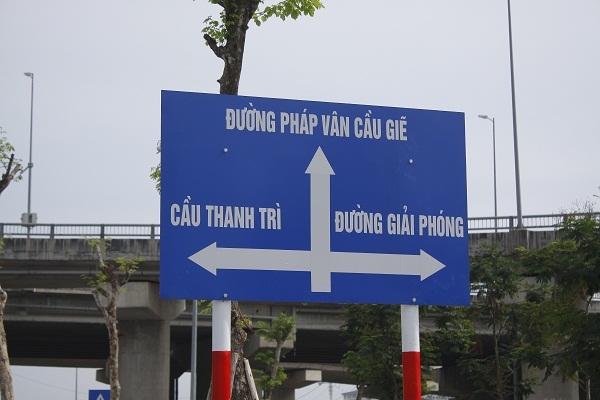 ĐƯỜNG PHÁP VÂN CẦU GIẼ
CẦU THANH TRÌ
ĐƯỜNG GIẢI PHÓNG